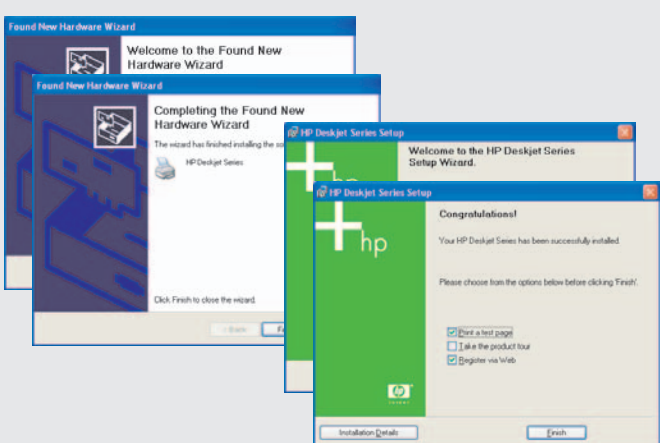 Found New Hardware Wizard
Welcome to the Found New
Hardware Wizard
Found New Hardware Wizard
Completing the Found New
Hardware Wizard
The wizard has finished installing the
HP Deskjet Series
Click Finish to close the wizard.
< Back
HP Deskjet Series Setup
Welcome to the HP Deskjet Series
Setup Wizard.
HP Deskjet Series Setup
hp
Congratulations!
Your HP Deskjet Series has been successfully installed.
Please choose from the options below before clicking 'Finish'.
Print a test page
Take the product tour
Register via Web
Installation Details
Finish